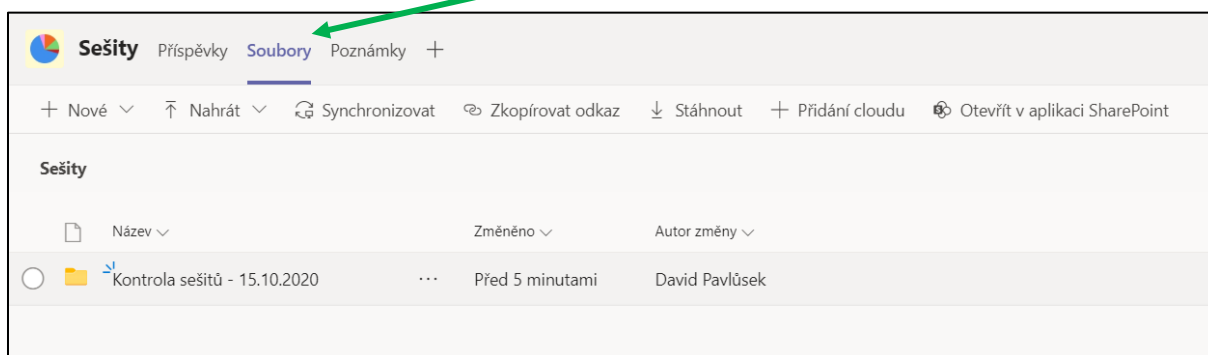 Sešity Příspěvky Soubory Poznámky +
+ Nové Nahrát Synchronizovat Zkopírovat odkaz Stáhnout + Přidání cloudu Otevřít v aplikaci SharePoint
Sešity
Název Změněno Autor změny
Kontrola sešitů - 15.10.2020 ... Před 5 minutami David Pavlůsek